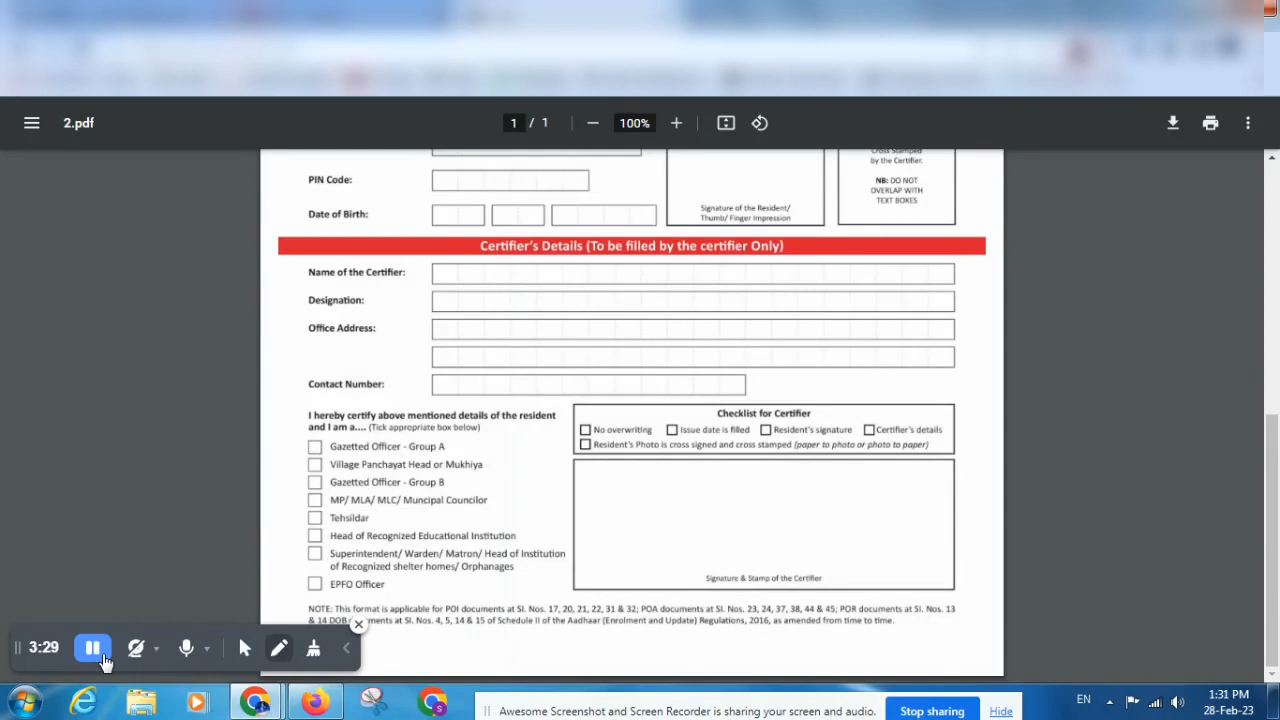 2.pdf
1 / 1
100%
Cross Stamped
by the Certifier.
PIN Code:
NB: DO NOT
OVERLAP WITH
TEXT BOXES
Date of Birth:
Signature of the Resident/
Thumb/ Finger Impression
Certifier's Details (To be filled by the certifier Only)
Name of the Certifier:
Designation:
Office Address:
Contact Number:
I hereby certify above mentioned details of the resident
and I am a.... (Tick appropriate box below)
Gazetted Officer - Group A
Village Panchayat Head or Mukhiya
Gazetted Officer - Group B
MP/ MLA/ MLC/ Muncipal Councilor
Tehsildar
Head of Recognized Educational Institution
Superintendent/ Warden/ Matron/ Head of Institution
of Recognized shelter homes/ Orphanages
EPFO Officer
Checklist for Certifier
No overwriting Issue date is filled Resident's signature Certifier's details
Resident's Photo is cross signed and cross stamped (paper to photo or photo to paper)
Signature & Stamp of the Certifier
NOTE: This format is applicable for POI documents at SI. Nos. 17, 20, 21, 22, 31 & 32; POA documents at SI. Nos. 23, 24, 37, 38, 44 & 45; POR documents at SI. Nos. 13
& 14 DOB ments at SI. Nos. 4, 5, 14 & 15 of Schedule II of the Aadhaar (Enrolment and Update) Regulations, 2016, as amended from time to time.
3:29
Awesome Screenshot and Screen Recorder is sharing your screen and audio.
Stop sharing
Hide
EN
1:31 PM
28-Feb-23